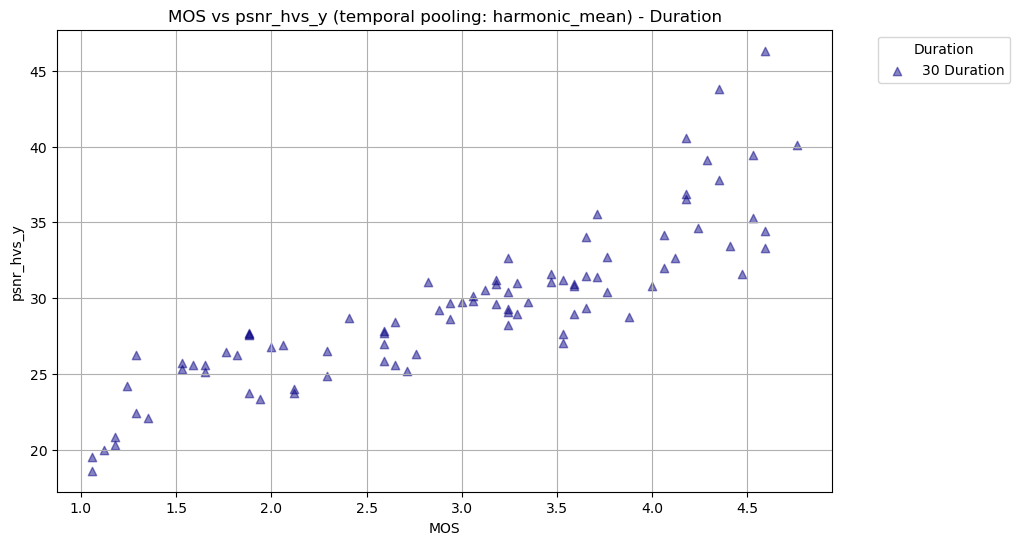 MOS vs psnr_hvs_y (temporal pooling: harmonic_mean) - Duration
Duration
30 Duration
psnr_hvs_y
45
40
35
30
25
20
1.0 1.5 2.0 2.5 3.0 3.5 4.0 4.5
MOS